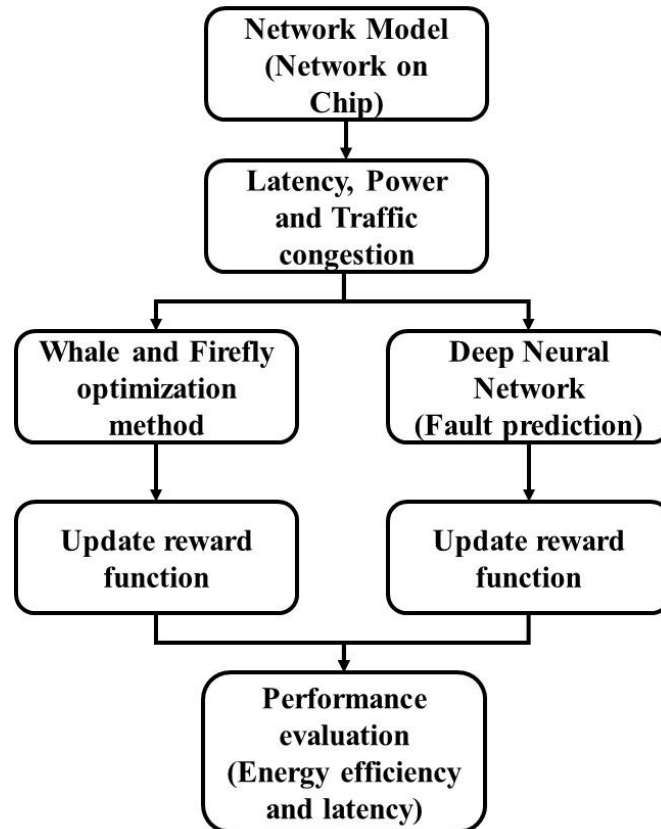 Network Model
(Network on
Chip)
Latency, Power
and Traffic
congestion
Whale and Firefly
optimization
method
Deep Neural
Network
(Fault prediction)
Update reward
function
Update reward
function
Performance
evaluation
(Energy efficiency
and latency)